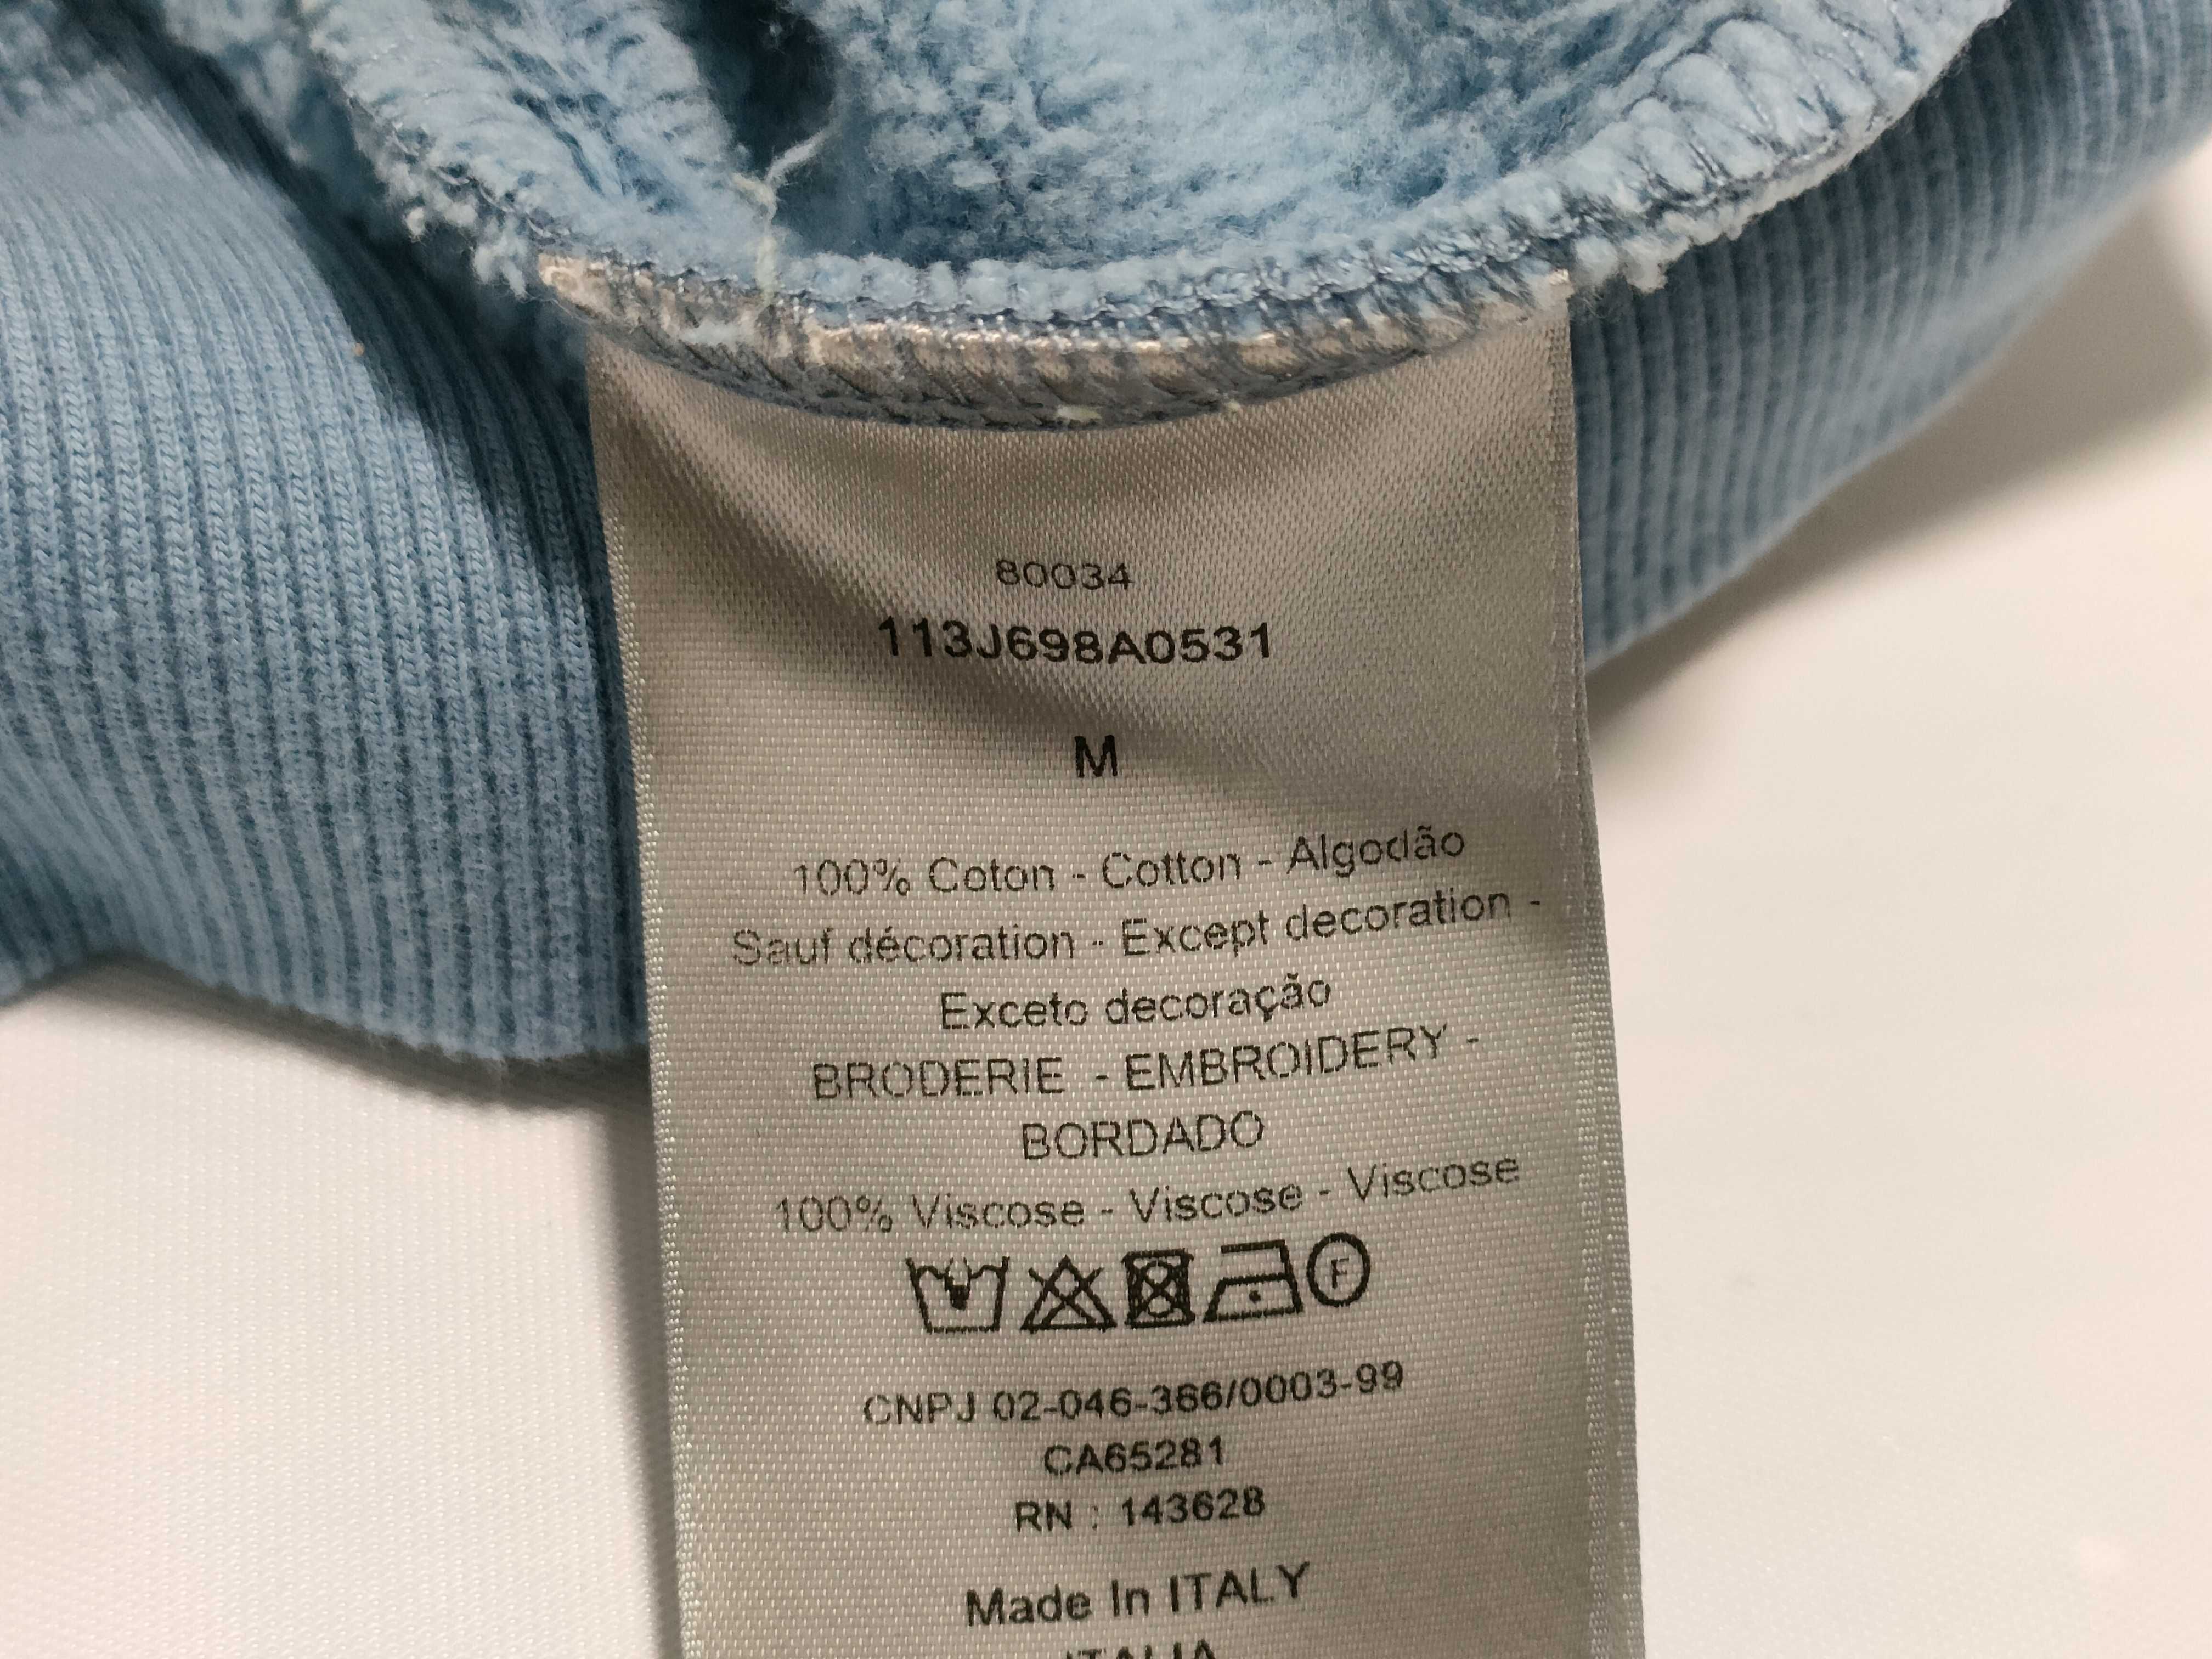 80034
113J698A0531
M
100% Coton - Cotton - Algodão
Sauf décoration - Except decoration -
Exceto decoração
BRODERIE - EMBROIDERY -
BORDADO
100% Viscose - Viscose - Viscose
F
CNPJ 02-046-366/0003-99
CA65281
RN : 143628
Made In ITALY
ITALIA